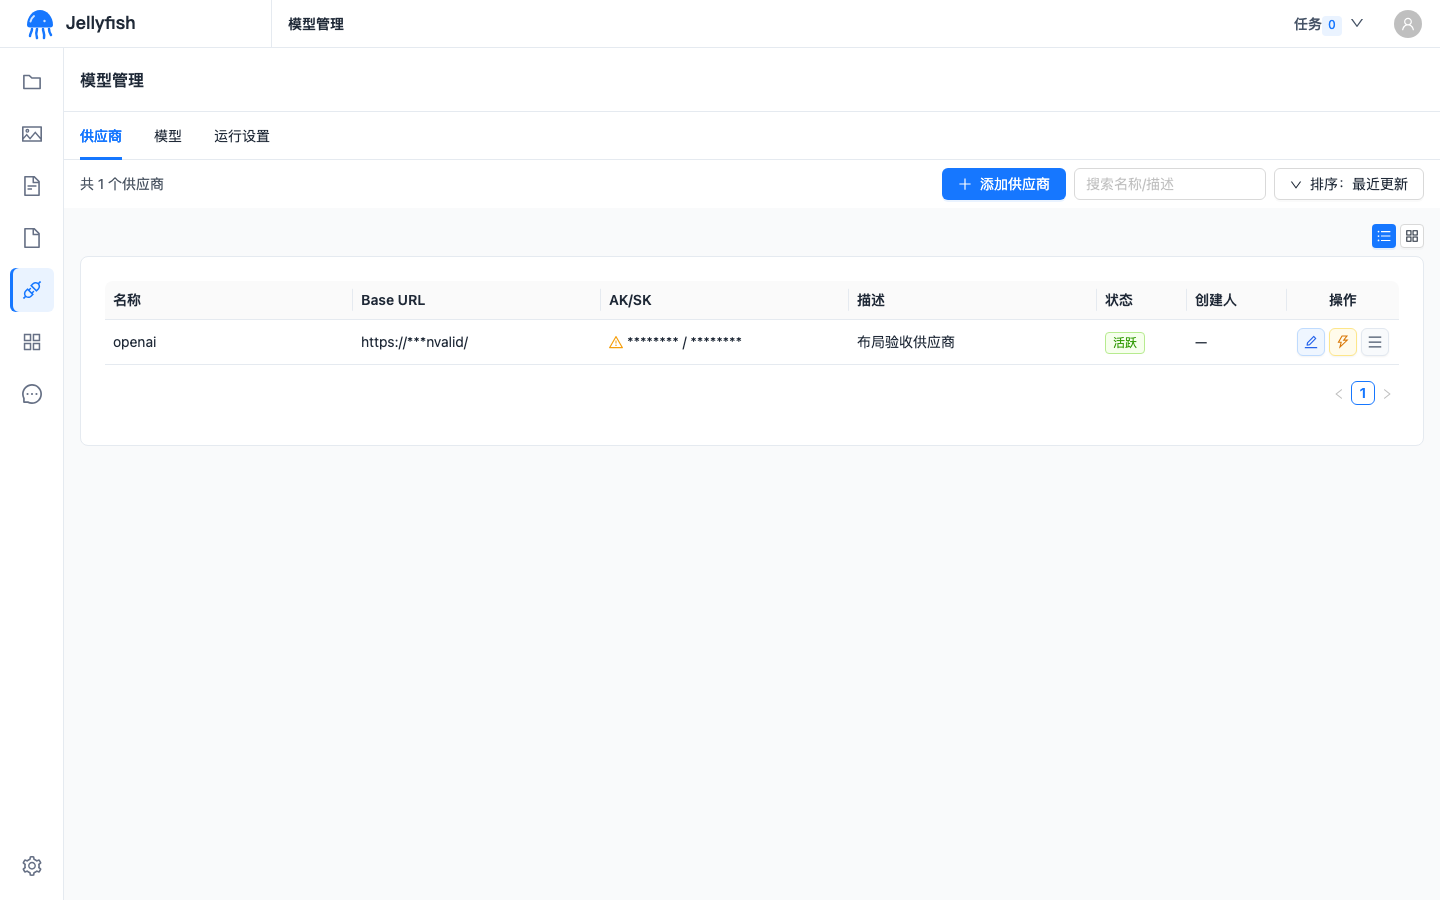 Jellyfish
模型管理
任务 0
模型管理
供应商 模型 运行设置
共 1 个供应商
添加供应商
搜索名称/描述
排序：最近更新
名称 Base URL AK/SK 描述 状态 创建人 操作
openai https://***nvalid/ ******** / ******** 布局验收供应商 活跃 —
1